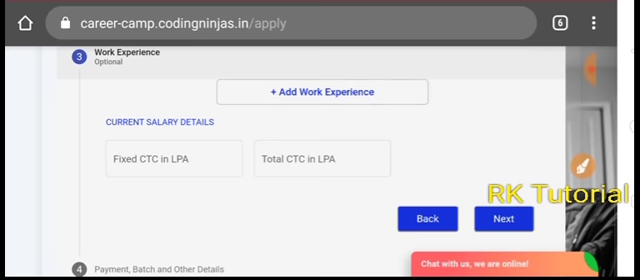 career-camp.codingninjas.in/apply
6
3 Work Experience
Optional
+ Add Work Experience
CURRENT SALARY DETAILS
Fixed CTC in LPA Total CTC in LPA
RK Tutorial
Back Next
4 Payment, Batch and Other Details
Chat with us, we are online!